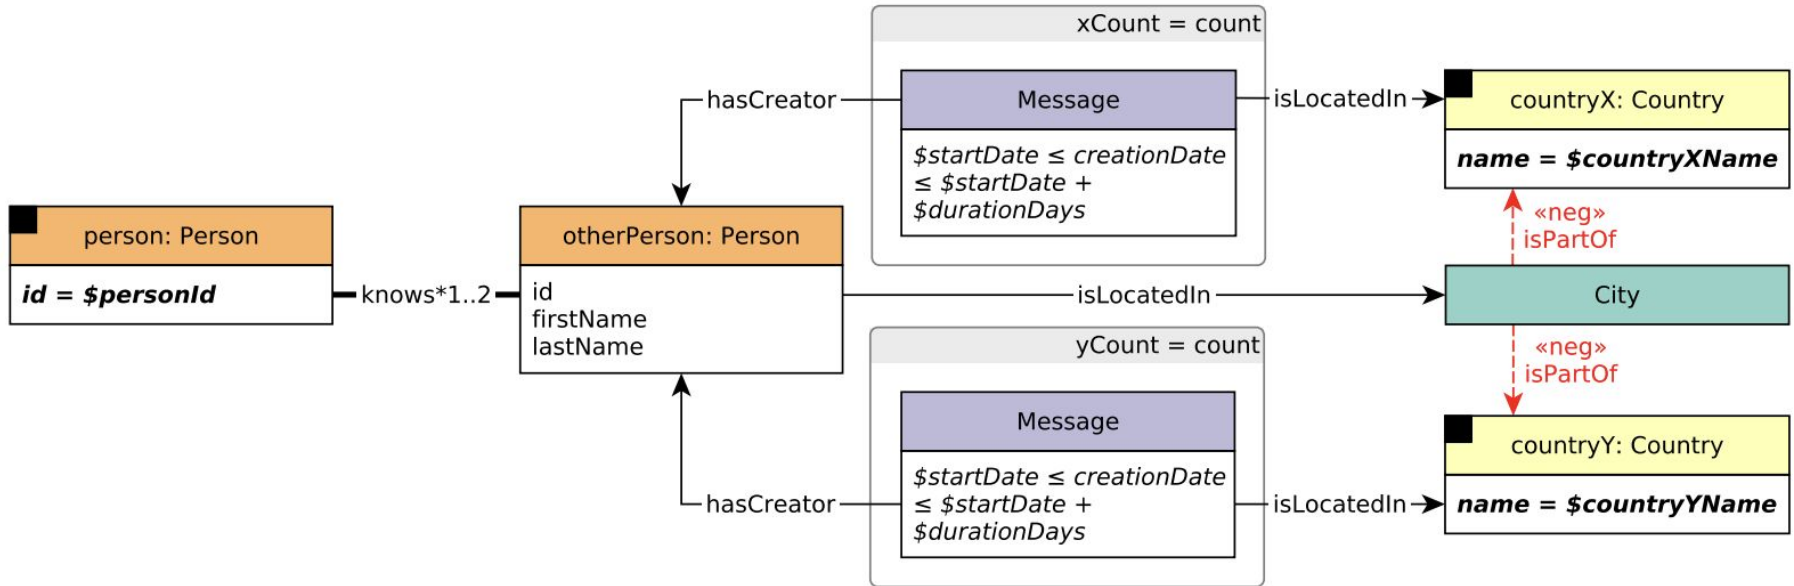 xCount = count
Message
$startDate ≤ creationDate
≤ $startDate +
$durationDays
hasCreator
isLocatedIn
countryX: Country
name = $countryXName
person: Person
id = $personId
knows*1..2
otherPerson: Person
id
firstName
lastName
«neg»
isPartOf
isLocatedIn
City
«neg»
isPartOf
yCount = count
Message
$startDate ≤ creationDate
≤ $startDate +
$durationDays
hasCreator
isLocatedIn
countryY: Country
name = $countryYName